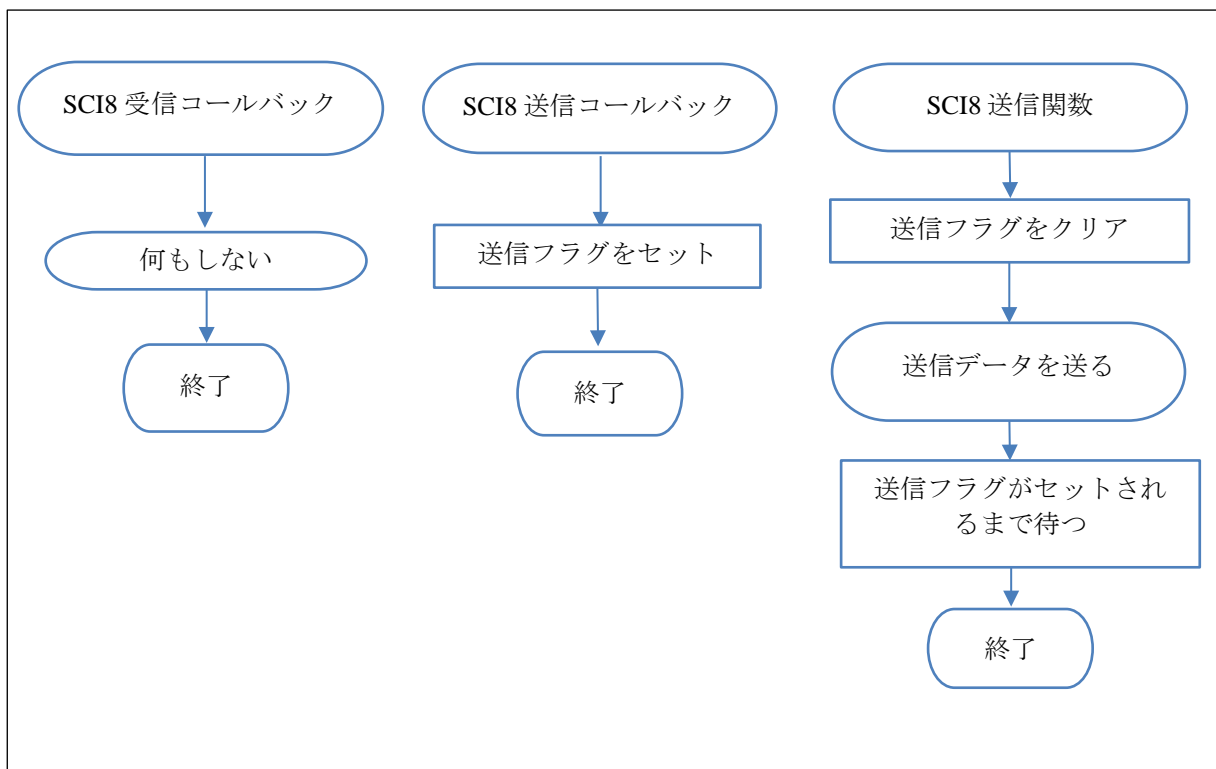 SCI8 受信コールバック
何もしない
終了
SCI8 送信コールバック
送信フラグをセット
終了
SCI8 送信関数
送信フラグをクリア
送信データを送る
送信フラグがセットされ
るまで待つ
終了